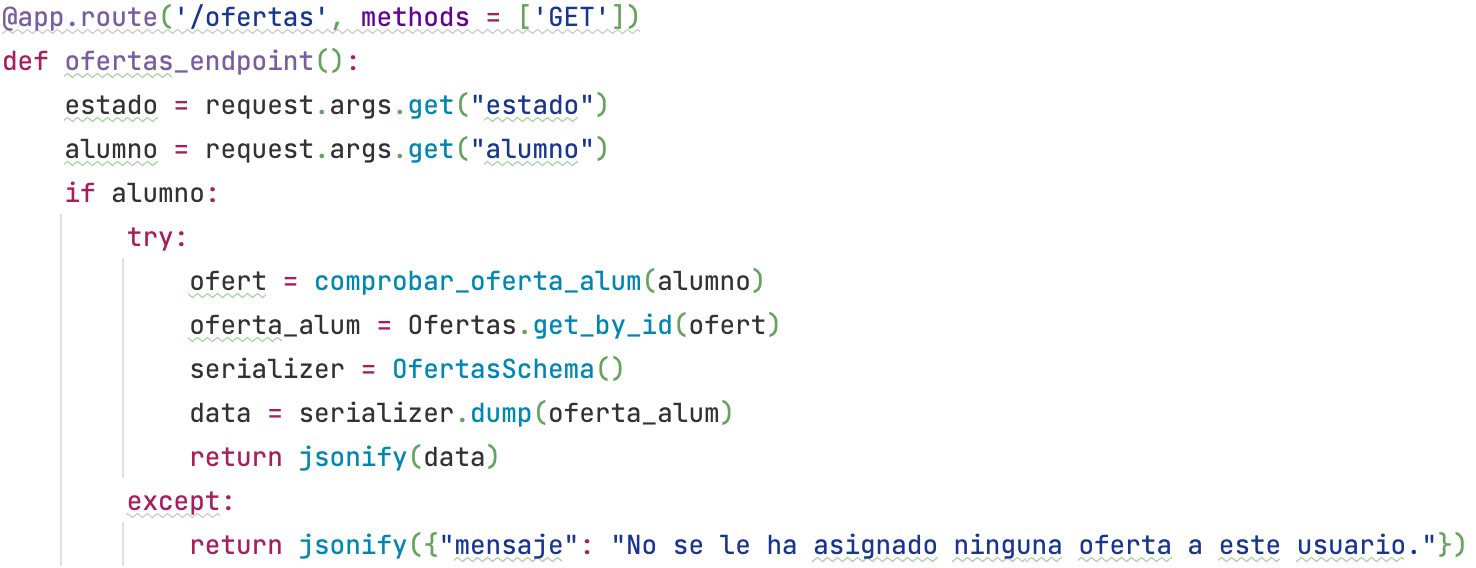 @app.route('/ofertas', methods = ['GET'])
def ofertas_endpoint():
    estado = request.args.get("estado")
    alumno = request.args.get("alumno")
    if alumno:
        try:
            ofert = comprobar_oferta_alum(alumno)
            oferta_alum = Ofertas.get_by_id(ofert)
            serializer = OfertasSchema()
            data = serializer.dump(oferta_alum)
            return jsonify(data)
        except:
            return jsonify({"mensaje": "No se le ha asignado ninguna oferta a este usuario."})